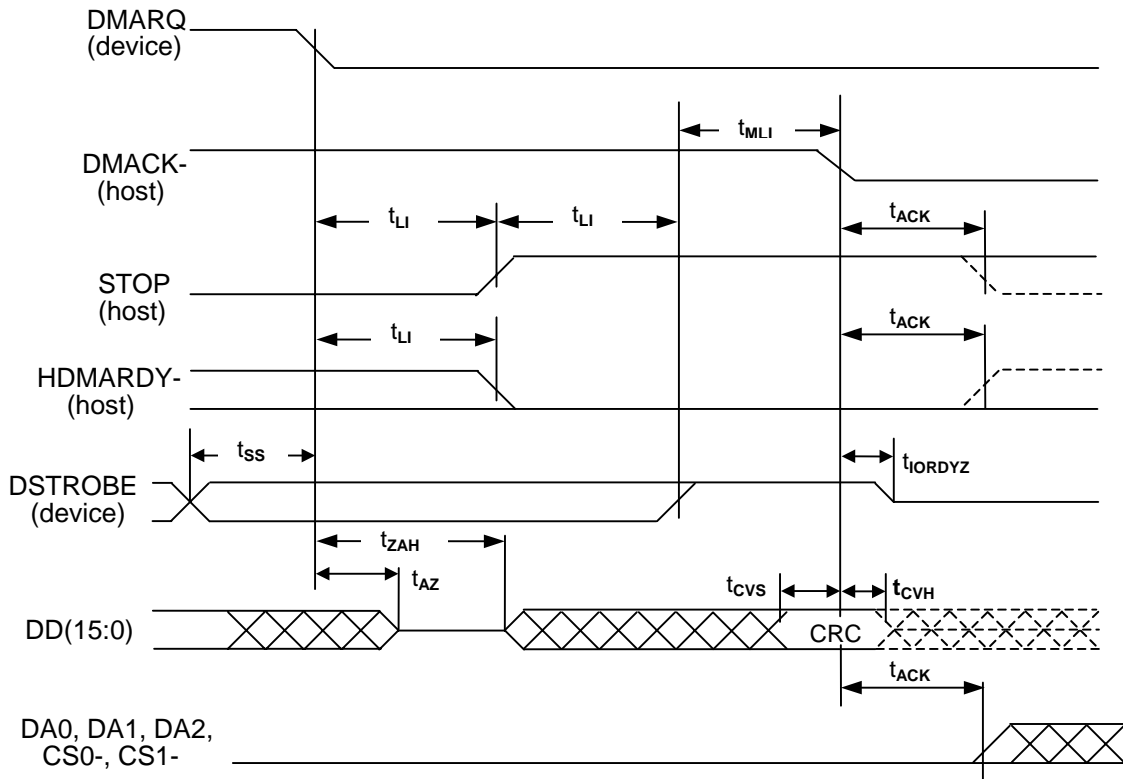 DMARQ
(device)
tMLI
DMACK-
(host)
tLI
tLI
tACK
STOP
(host)
tLI
tACK
HDMARDY-
(host)
tSS
tIORDYZ
DSTROBE
(device)
tZAH
tAZ
tCVS
tCVH
DD(15:0)
CRC
tACK
DA0, DA1, DA2,
CS0-, CS1-